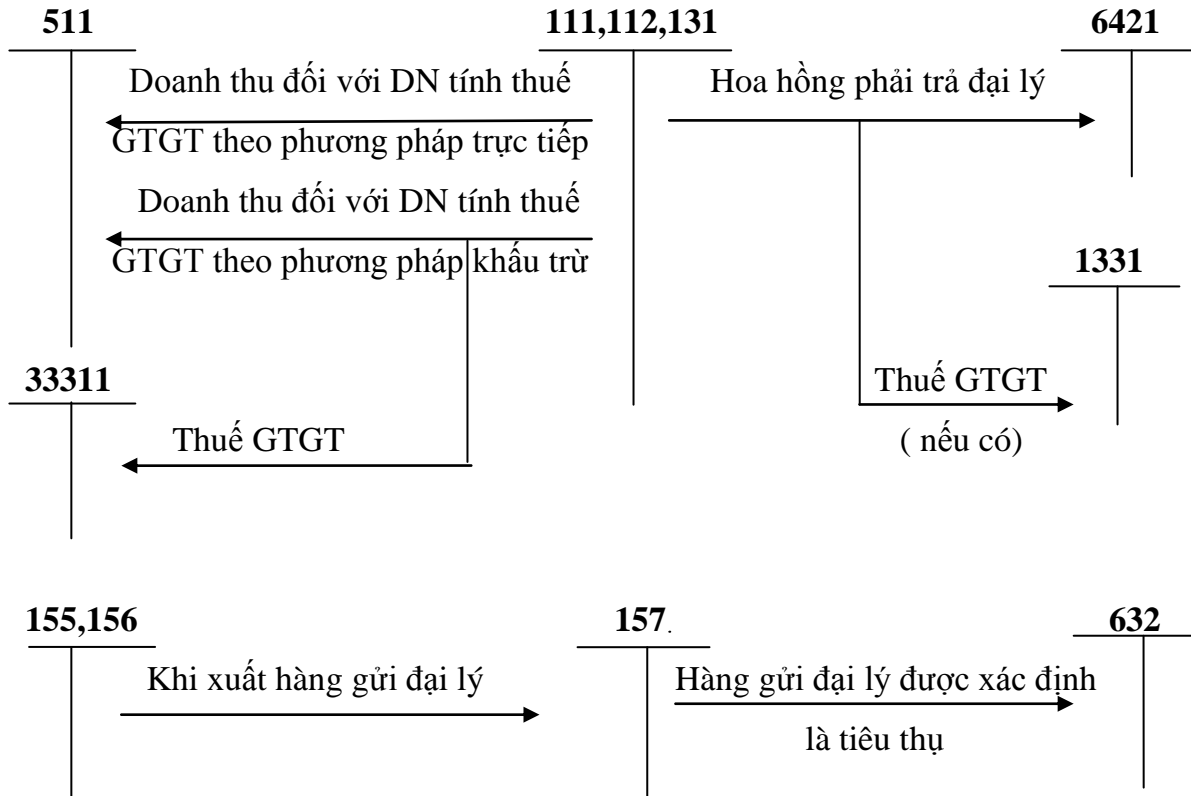 511 111,112,131 6421
Doanh thu đối với DN tính thuế Hoa hồng phải trả đại lý
GTGT theo phương pháp trực tiếp
Doanh thu đối với DN tính thuế
GTGT theo phương pháp khấu trừ 1331
33311 Thuế GTGT
Thuế GTGT ( nếu có)
155,156 157. 632
Khi xuất hàng gửi đại lý Hàng gửi đại lý được xác định
là tiêu thụ